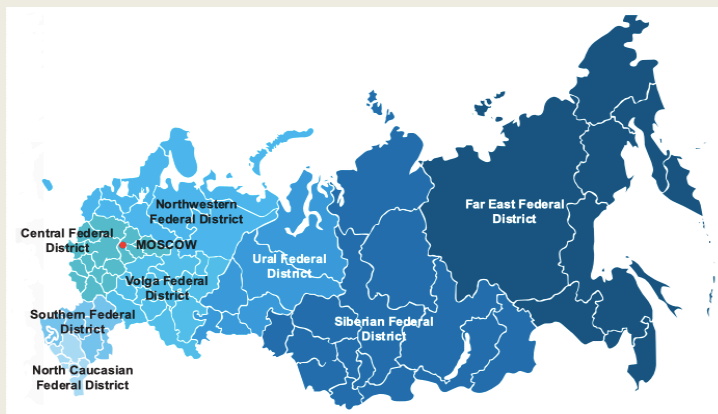 Northwestern
Federal District
Far East Federal
District
Central Federal
District
MOSCOW
Ural Federal
District
Volga Federal
District
Southern Federal
District
Siberian Federal
District
North Caucasian
Federal District